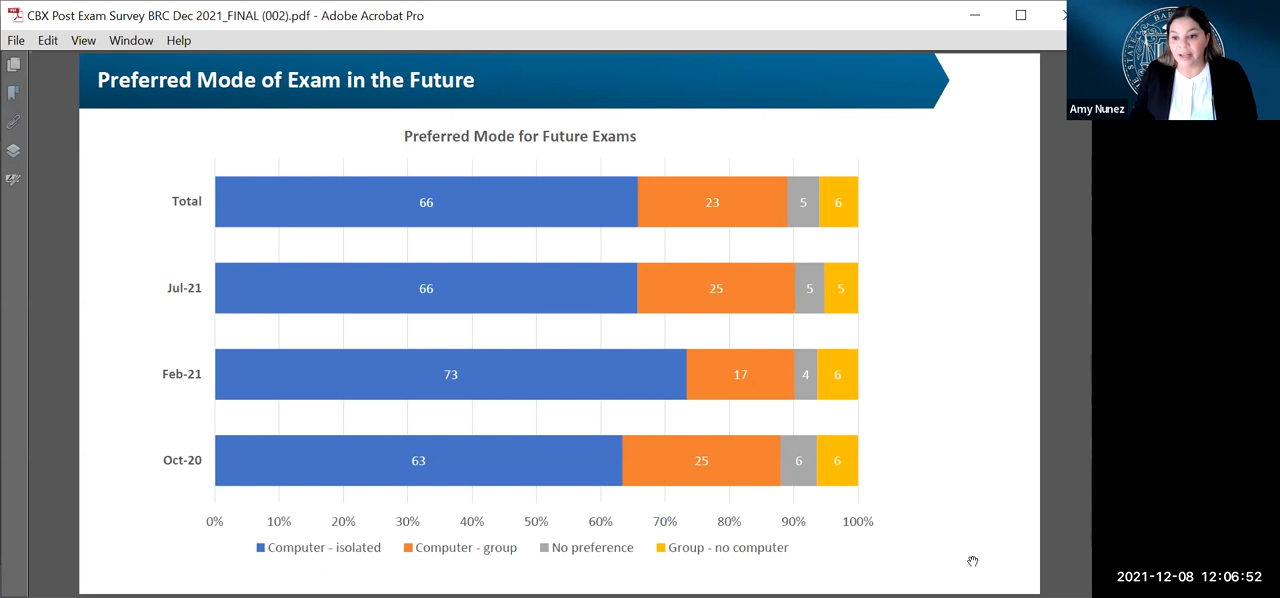 CBX Post Exam Survey BRC Dec 2021_FINAL (002).pdf - Adobe Acrobat Pro
File Edit View Window Help
Preferred Mode of Exam in the Future
Amy Nunez
Preferred Mode for Future Exams
Total 66 23 5 6
Jul-21 66 25 5 5
Feb-21 73 17 4 6
Oct-20 63 25 6 6
0% 10% 20% 30% 40% 50% 60% 70% 80% 90% 100%
Computer - isolated Computer - group No preference Group - no computer
2021-12-08 12:06:52